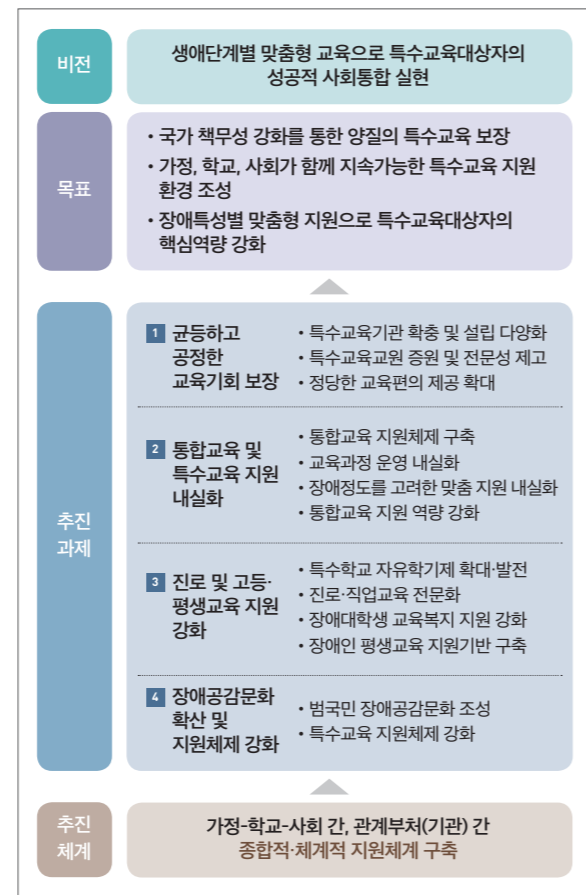 비전
생애단계별 맞춤형 교육으로 특수교육대상자의
성공적 사회통합 실현
목표
• 국가 책무성 강화를 통한 양질의 특수교육 보장
• 가정, 학교, 사회가 함께 지속가능한 특수교육 지원
환경 조성
• 장애특성별 맞춤형 지원으로 특수교육대상자의
핵심역량 강화
추진
과제
1 균등하고
공정한
교육기회 보장
• 특수교육기관 확충 및 설립 다양화
• 특수교육교원 증원 및 전문성 제고
• 정당한 교육편의 제공 확대
2 통합교육 및
특수교육 지원
내실화
• 통합교육 지원체제 구축
• 교육과정 운영 내실화
• 장애정도를 고려한 맞춤 지원 내실화
• 통합교육 지원 역량 강화
3 진로 및 고등·
평생교육 지원
강화
• 특수학교 자유학기제 확대·발전
• 진로·직업교육 전문화
• 장애대학생 교육복지 지원 강화
• 장애인 평생교육 지원기반 구축
4 장애공감문화
확산 및
지원체제 강화
• 범국민 장애공감문화 조성
• 특수교육 지원체제 강화
추진
체계
가정-학교-사회 간, 관계부처(기관) 간
종합적·체계적 지원체계 구축